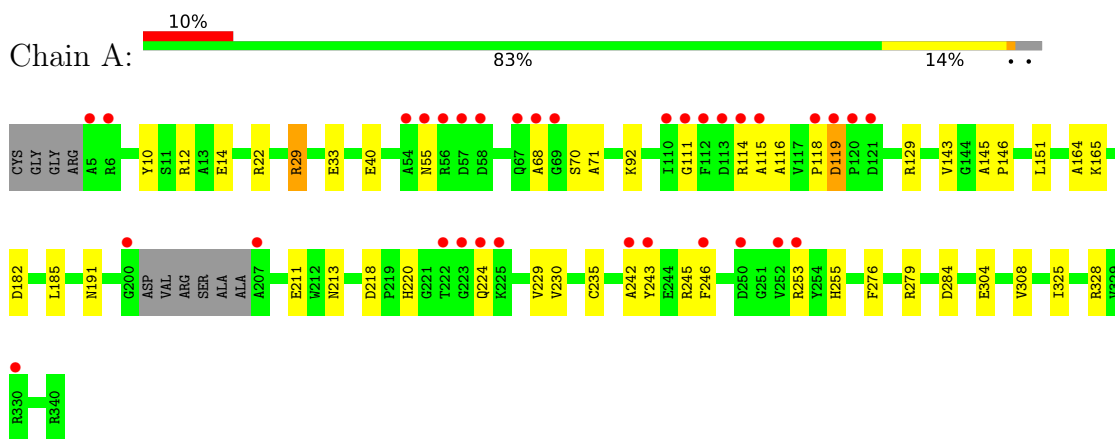 10%
Chain A:
83%
14%
CYS GLY GLY ARG A5 R6 Y10 S11 R12 A13 E14 R22 R29 E33 E40 A54 N55 R56 D57 D58 Q67 A68 G69 S70 A71 K92 I110 G111 F112 D113 R114 A115 A116 V117 P118 D119 P120 D121 R129 V143 G144 A145 P146 L151 A164 K165
D182 L185 N191 G200 ASP VAL ARG SER ALA ALA A207 E211 W212 N213 D218 P219 H220 G221 T222 G223 Q224 K225 V229 V230 C235 A242 Y243 E244 R245 F246 D250 G251 V252 R253 Y254 H255 F276 R279 D284 E304 V308 I325 R328
R330 R340